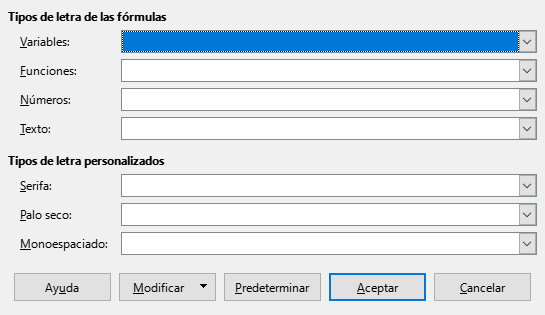 Tipos de letra de las fórmulas
Variables:
Funciones:
Números:
Texto:
Tipos de letra personalizados
Serifa:
Palo seco:
Monoespaciado:
Ayuda Modificar Predeterminar Aceptar Cancelar